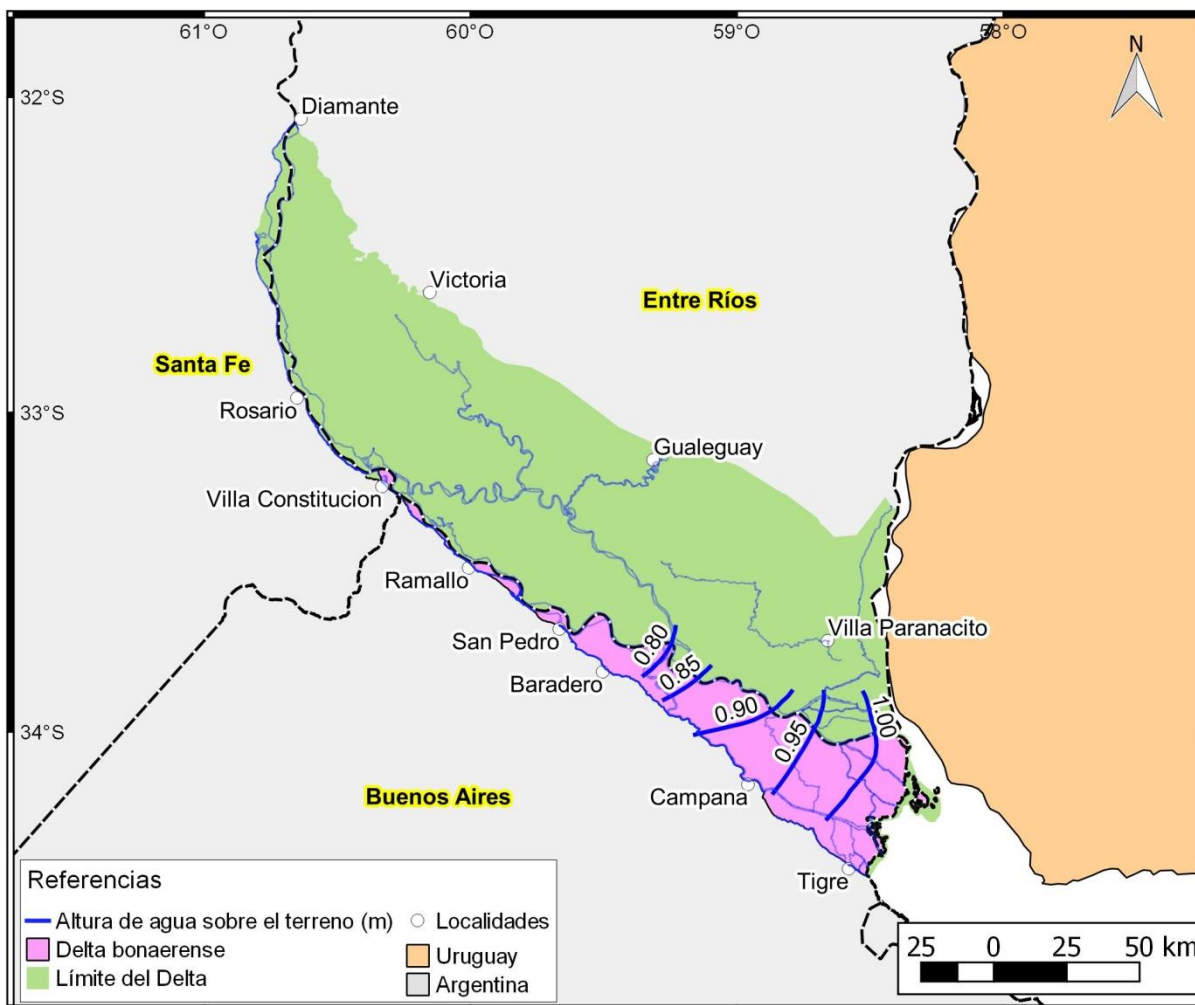 61°O 60°O 59°O 58°O
N
32°S
Diamante
Victoria
Entre Ríos
Santa Fe
Rosario
33°S
Gualeguay
Villa Constitucion
Ramallo
San Pedro
Villa Paranacito
Baradero
0.80
0.85
0.90
0.95
1.00
34°S
Campana
Buenos Aires
Tigre
Referencias
Altura de agua sobre el terreno (m)
Localidades
Delta bonaerense
Uruguay
Límite del Delta
Argentina
25 0 25 50 km